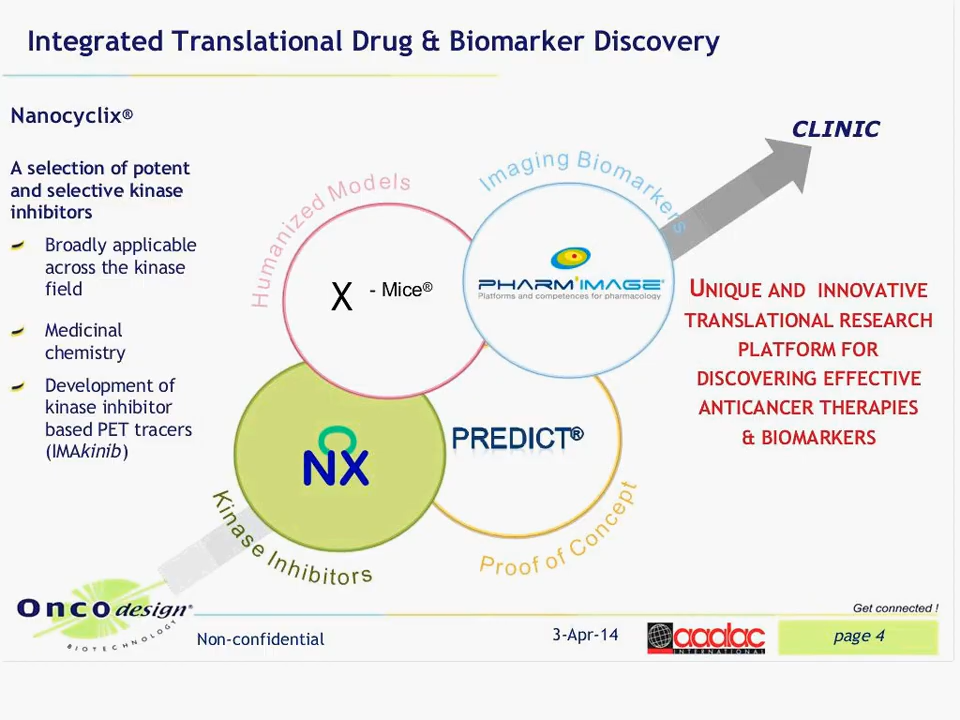 Integrated Translational Drug & Biomarker Discovery
Nanocyclix®
A selection of potent
and selective kinase
inhibitors
Broadly applicable
across the kinase
field
Medicinal
chemistry
Development of
kinase inhibitor
based PET tracers
(IMAkinib)
Humanized Models
X - Mice®
Imaging Biomarkers
PHARM'IMAGE®
Platforms and competences for pharmacology
NX
Kinase Inhibitors
PREDICT®
Proof of Concept
CLINIC
UNIQUE AND INNOVATIVE
TRANSLATIONAL RESEARCH
PLATFORM FOR
DISCOVERING EFFECTIVE
ANTICANCER THERAPIES
& BIOMARKERS
Oncodesign®
BIOTECHNOLOGY
Get connected !
Non-confidential
3-Apr-14
aaalac
INTERNATIONAL
page 4